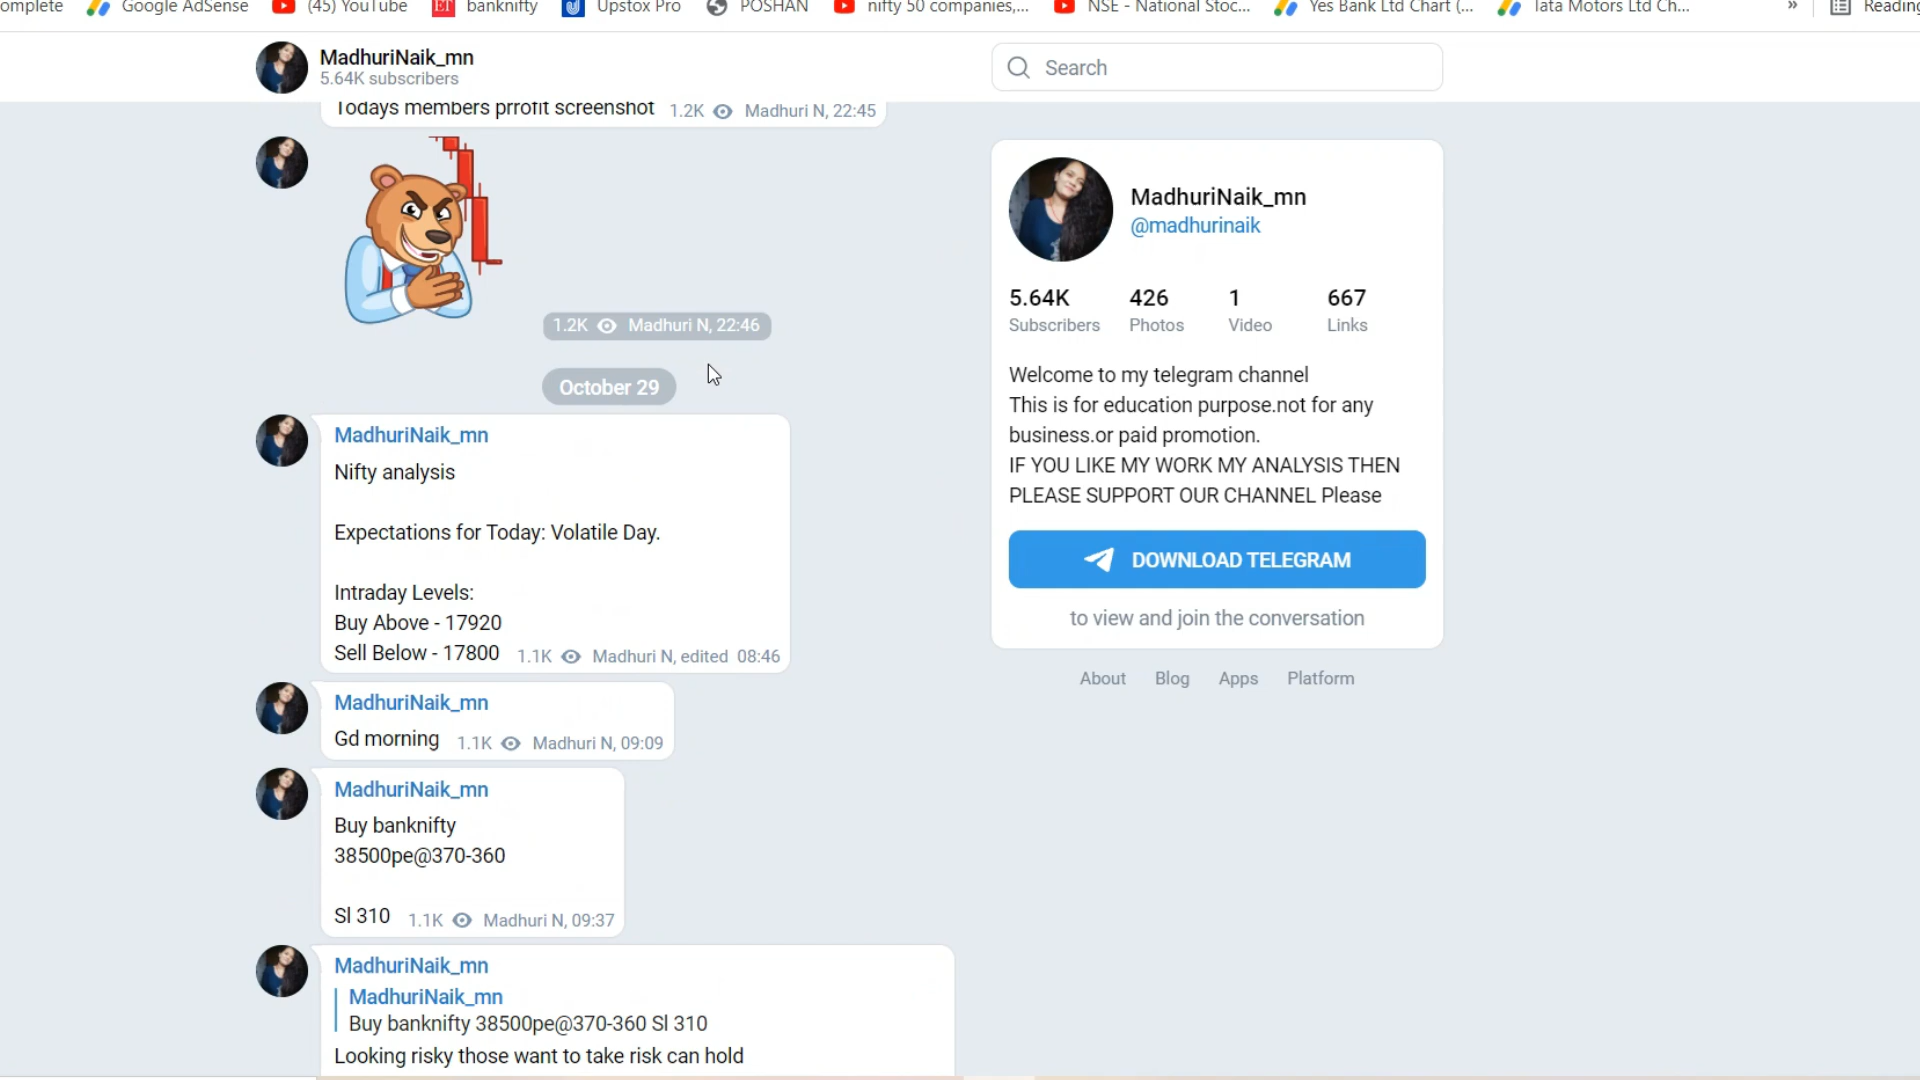 omplete Google AdSense (45) YouTube ET banknifty Upstox Pro POSHAN nifty 50 companies,... NSE - National Stoc... Yes Bank Ltd Chart (... Tata Motors Ltd Ch... » Reading
MadhuriNaik_mn
5.64K subscribers
Search
Todays members prrofit screenshot 1.2K Madhuri N, 22:45
1.2K Madhuri N, 22:46
October 29
MadhuriNaik_mn
Nifty analysis
Expectations for Today: Volatile Day.
Intraday Levels:
Buy Above - 17920
Sell Below - 17800 1.1K Madhuri N, edited 08:46
MadhuriNaik_mn
Gd morning 1.1K Madhuri N, 09:09
MadhuriNaik_mn
Buy banknifty
38500pe@370-360
Sl 310 1.1K Madhuri N, 09:37
MadhuriNaik_mn
MadhuriNaik_mn
Buy banknifty 38500pe@370-360 Sl 310
Looking risky those want to take risk can hold
MadhuriNaik_mn
@madhurinaik
5.64K 426 1 667
Subscribers Photos Video Links
Welcome to my telegram channel
This is for education purpose.not for any
business.or paid promotion.
IF YOU LIKE MY WORK MY ANALYSIS THEN
PLEASE SUPPORT OUR CHANNEL Please
DOWNLOAD TELEGRAM
to view and join the conversation
About Blog Apps Platform